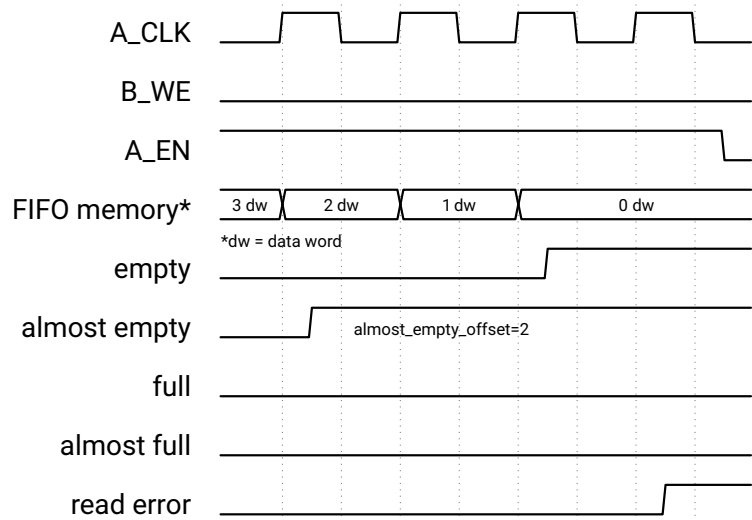 A_CLK
B_WE
A_EN
FIFO memory* 3 dw 2 dw 1 dw 0 dw
*dw = data word
empty
almost empty almost_empty_offset=2
full
almost full
read error